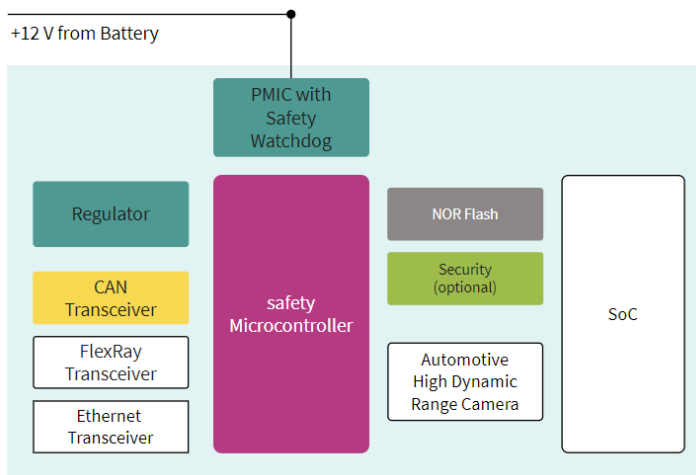 +12 V from Battery
PMIC with
Safety
Watchdog
Regulator
CAN
Transceiver
FlexRay
Transceiver
Ethernet
Transceiver
safety
Microcontroller
NOR Flash
Security
(optional)
Automotive
High Dynamic
Range Camera
SoC